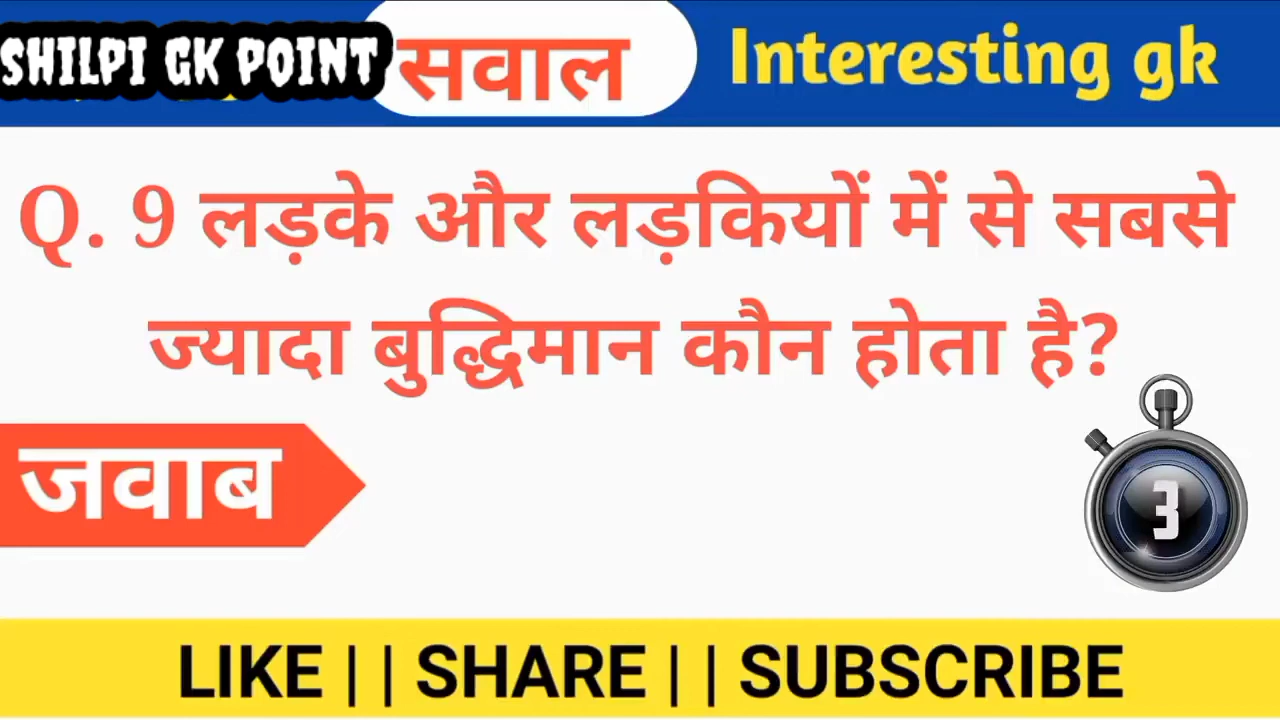 SHILPI GK POINT सवाल Interesting gk
Q. 9 लड़के और लड़कियों में से सबसे
ज्यादा बुद्धिमान कौन होता है?
जवाब
3
LIKE | | SHARE | | SUBSCRIBE